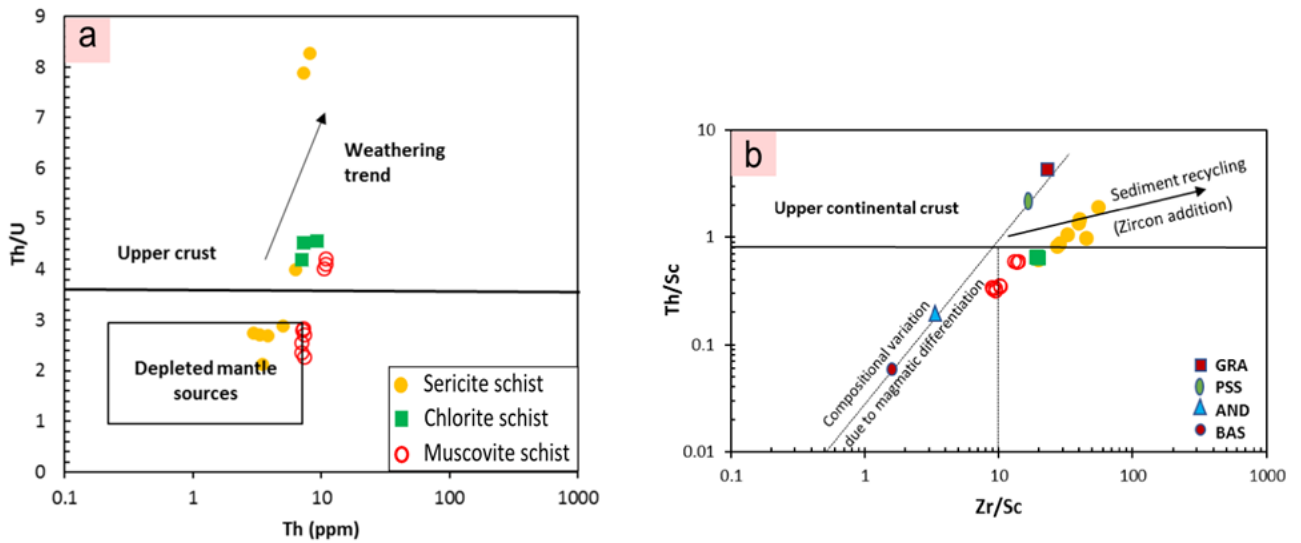 a
9
8
7
6
5
4
3
2
1
0
Th/U
Weathering
trend
Upper crust
Depleted mantle
sources
Sericite schist
Chlorite schist
Muscovite schist
0.1
1
10
100
1000
Th (ppm)
b
10
1
0.1
0.01
Th/Sc
Upper continental crust
Sediment recycling
(Zircon addition)
Compositional variation
due to magmatic differentiation
GRA
PSS
AND
BAS
0.1
1
10
100
1000
Zr/Sc